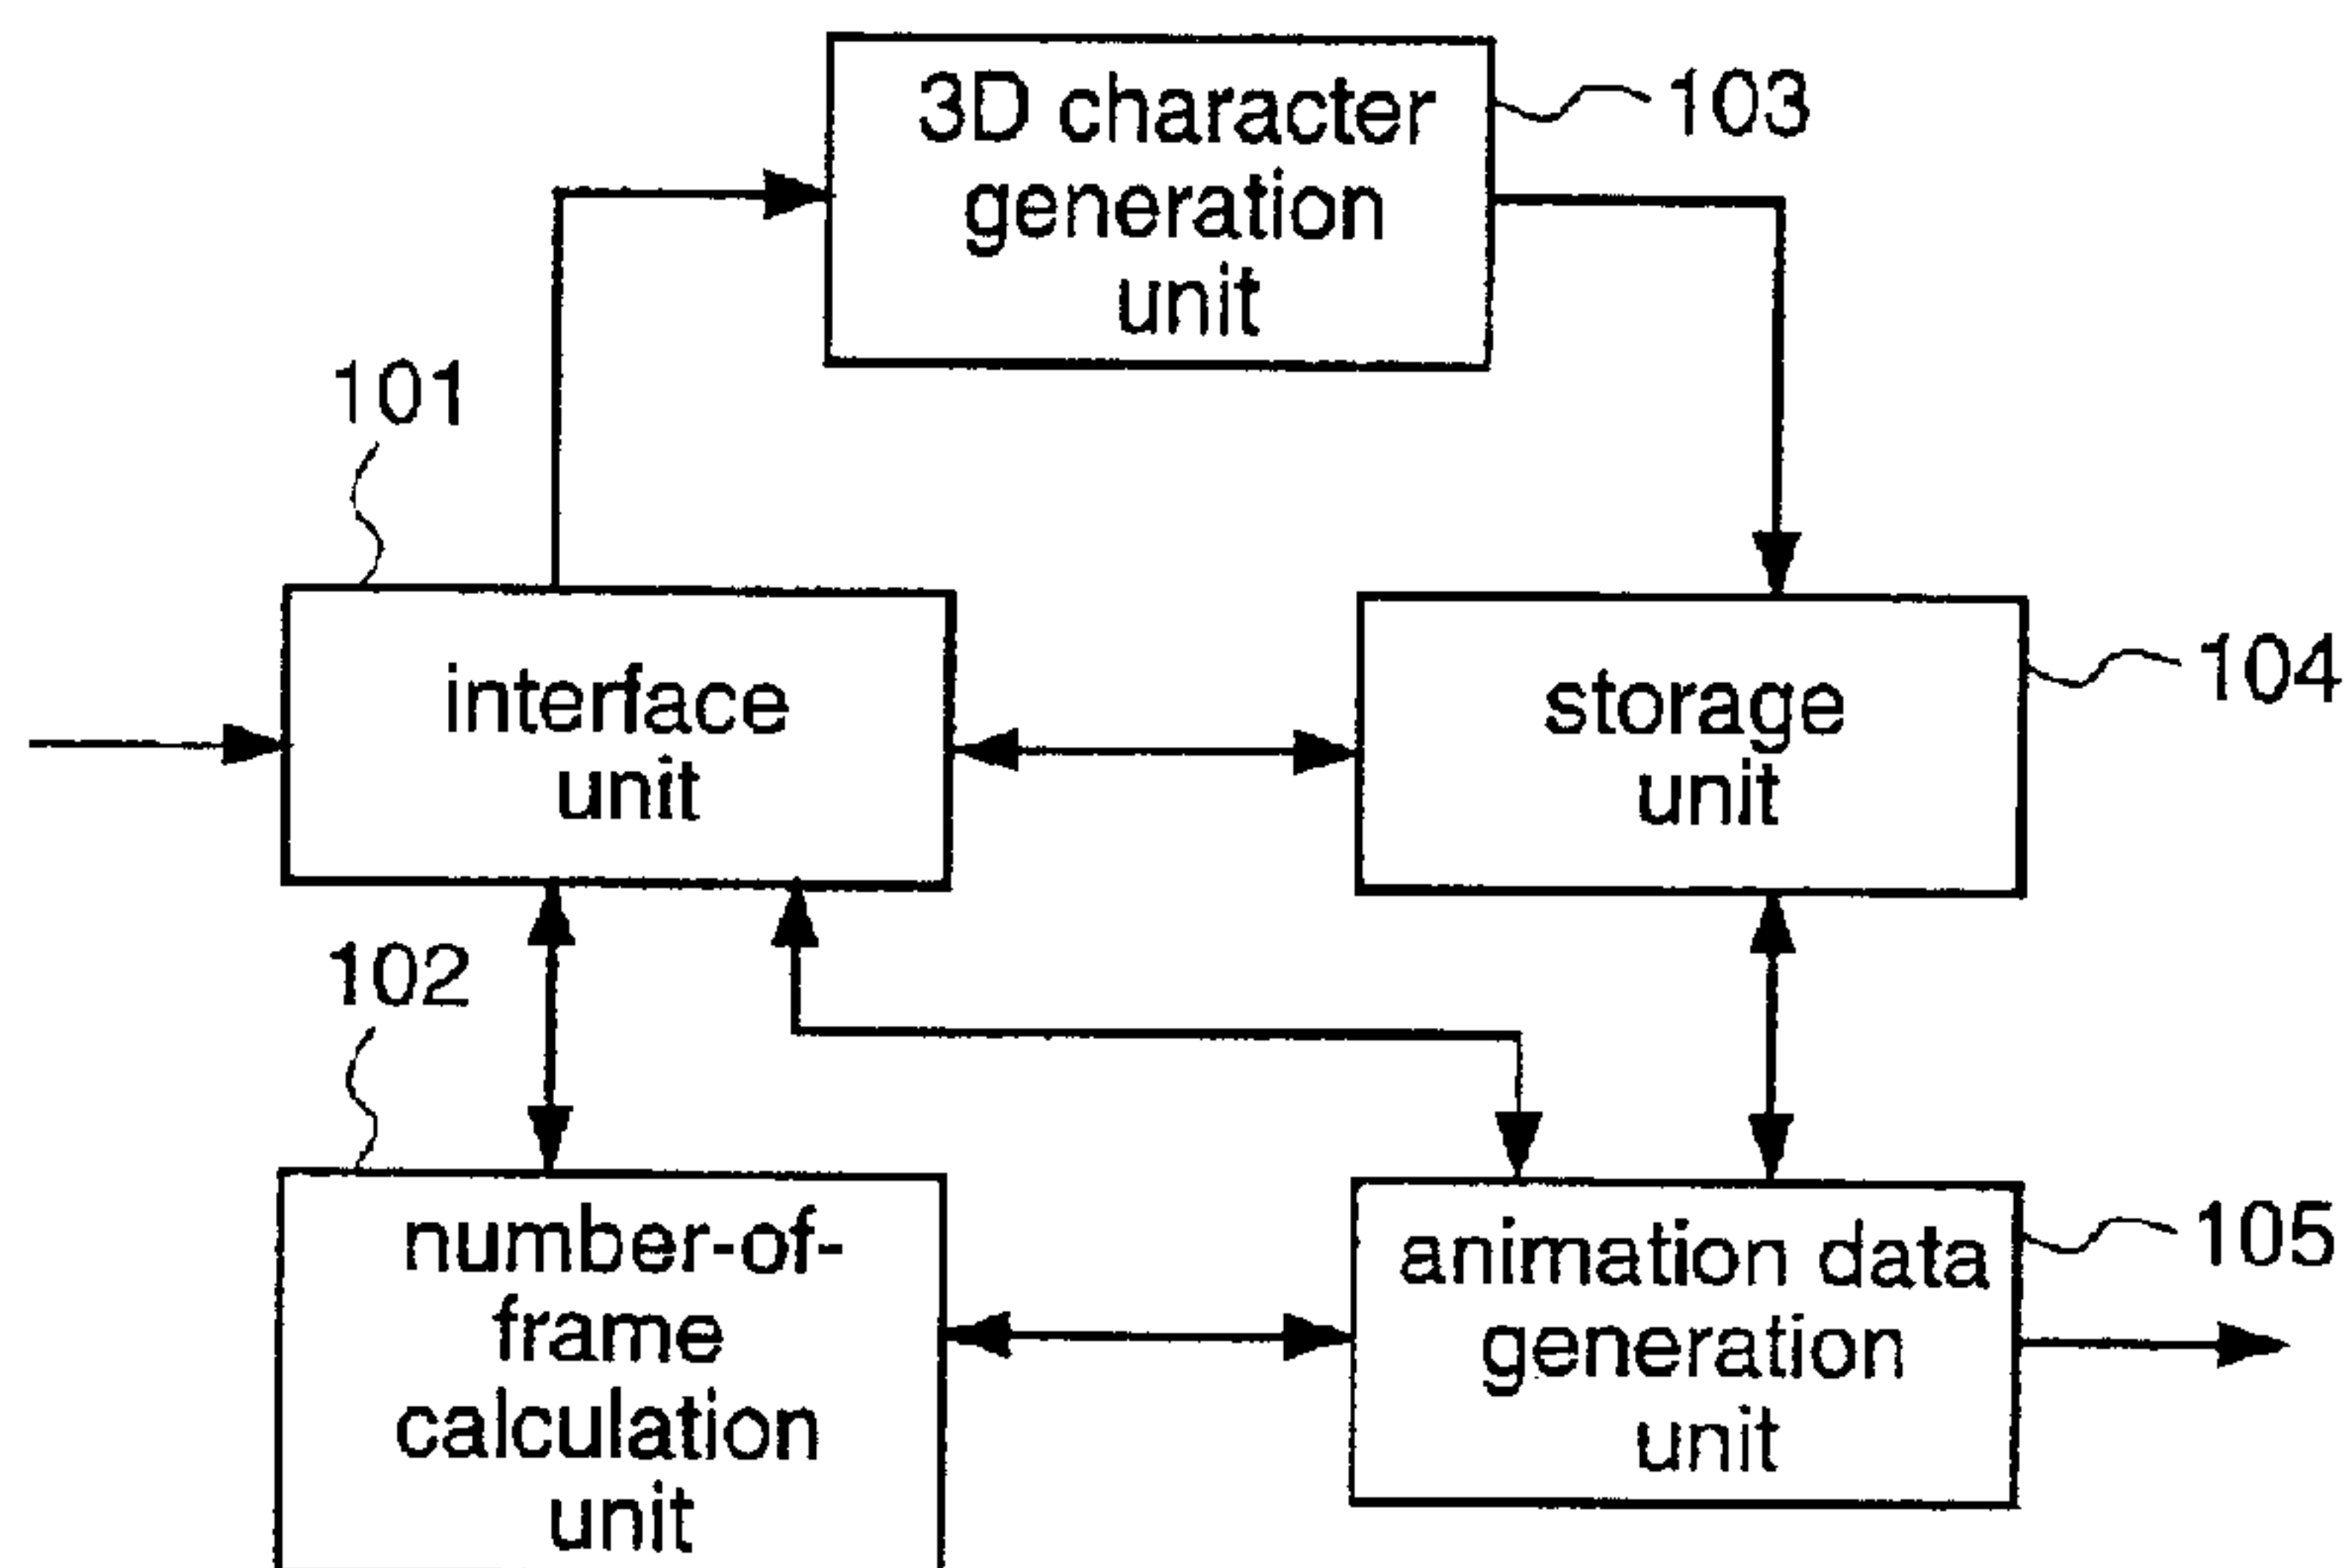 3D character
generation
unit
103
101
interface
unit
storage
unit
104
102
number-of-
frame
calculation
unit
animation data
generation
unit
105